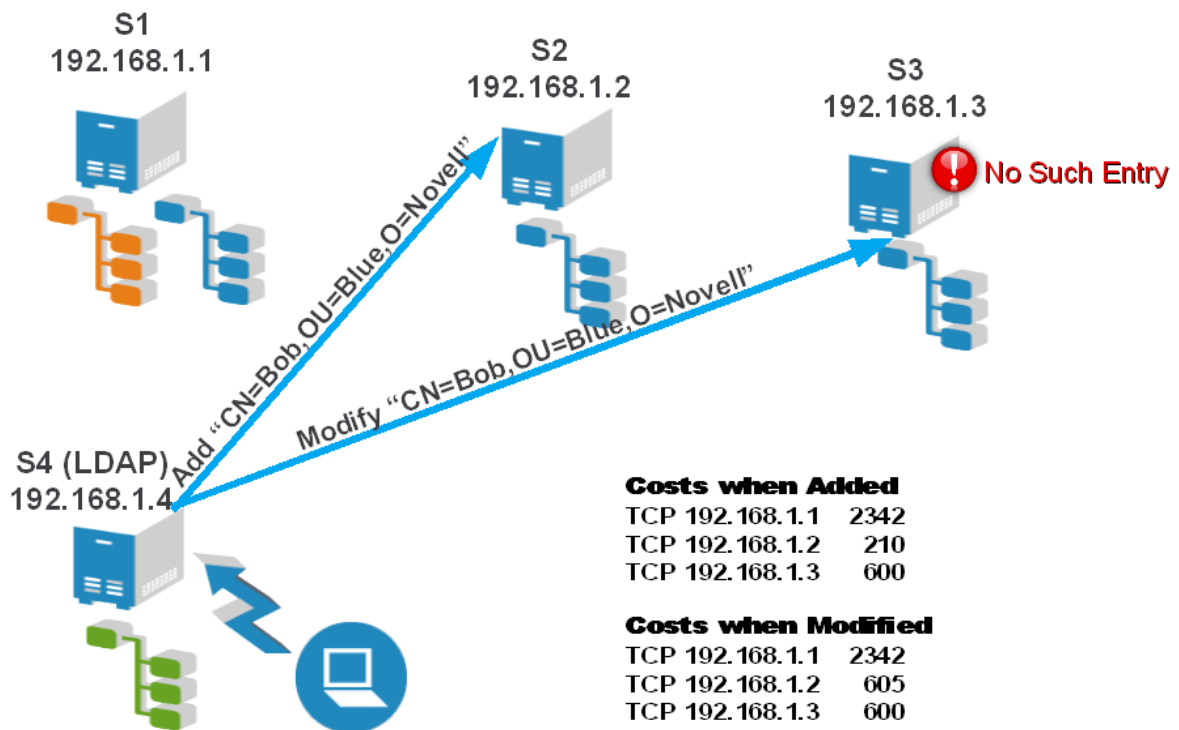 S1
192.168.1.1
S2
192.168.1.2
S3
192.168.1.3
No Such Entry
Add “CN=Bob,OU=Blue,O=Novell”
Modify “CN=Bob,OU=Blue,O=Novell”
S4 (LDAP)
192.168.1.4
Costs when Added
TCP 192.168.1.1 2342
TCP 192.168.1.2 210
TCP 192.168.1.3 600
Costs when Modified
TCP 192.168.1.1 2342
TCP 192.168.1.2 605
TCP 192.168.1.3 600